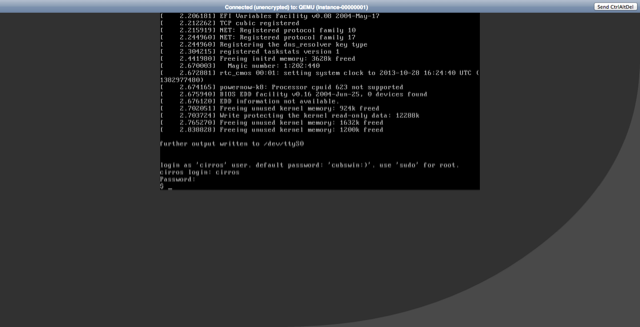 Connected (unencrypted) to: QEMU (instance-00000001)
Send CtrlAltDel
[    2.206181] EFI Variables Facility v0.08 2004-May-17
[    2.212262] TCP cubic registered
[    2.215919] NET: Registered protocol family 10
[    2.244960] NET: Registered protocol family 17
[    2.244960] Registering the dns_resolver key type
[    2.304215] registered taskstats version 1
[    2.441980] Freeing initrd memory: 3628k freed
[    2.670003]   Magic number: 1:202:440
[    2.672881] rtc_cmos 00:01: setting system clock to 2013-10-28 16:24:40 UTC (
1382977480)
[    2.674165] powernow-k8: Processor cpuid 623 not supported
[    2.675940] BIOS EDD facility v0.16 2004-Jun-25, 0 devices found
[    2.676120] EDD information not available.
[    2.702051] Freeing unused kernel memory: 924k freed
[    2.703724] Write protecting the kernel read-only data: 12288k
[    2.765270] Freeing unused kernel memory: 1632k freed
[    2.838828] Freeing unused kernel memory: 1200k freed
further output written to /dev/ttyS0
login as 'cirros' user. default password: 'cubswin:)'. use 'sudo' for root.
cirros login: cirros
Password:
$ _